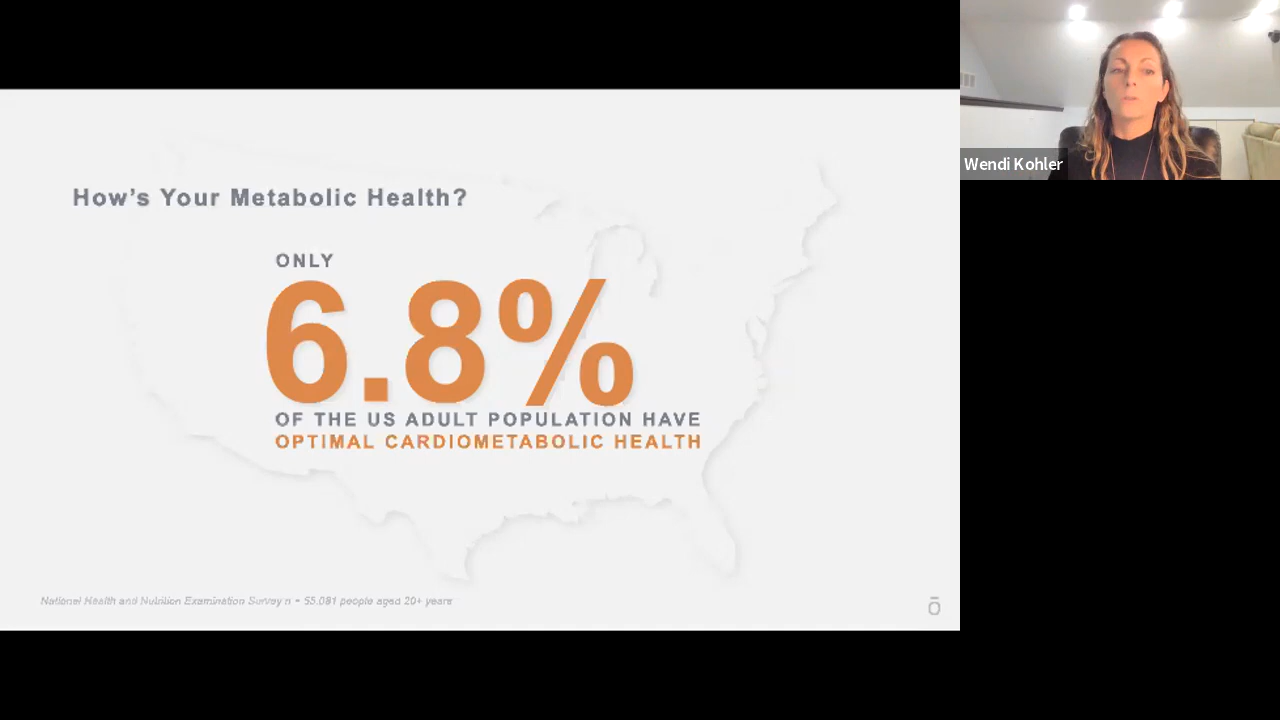 How's Your Metabolic Health?
ONLY
6.8%
OF THE US ADULT POPULATION HAVE
OPTIMAL CARDIOMETABOLIC HEALTH
National Health and Nutrition Examination Survey n = 55,081 people aged 20+ years
ō
Wendi Kohler